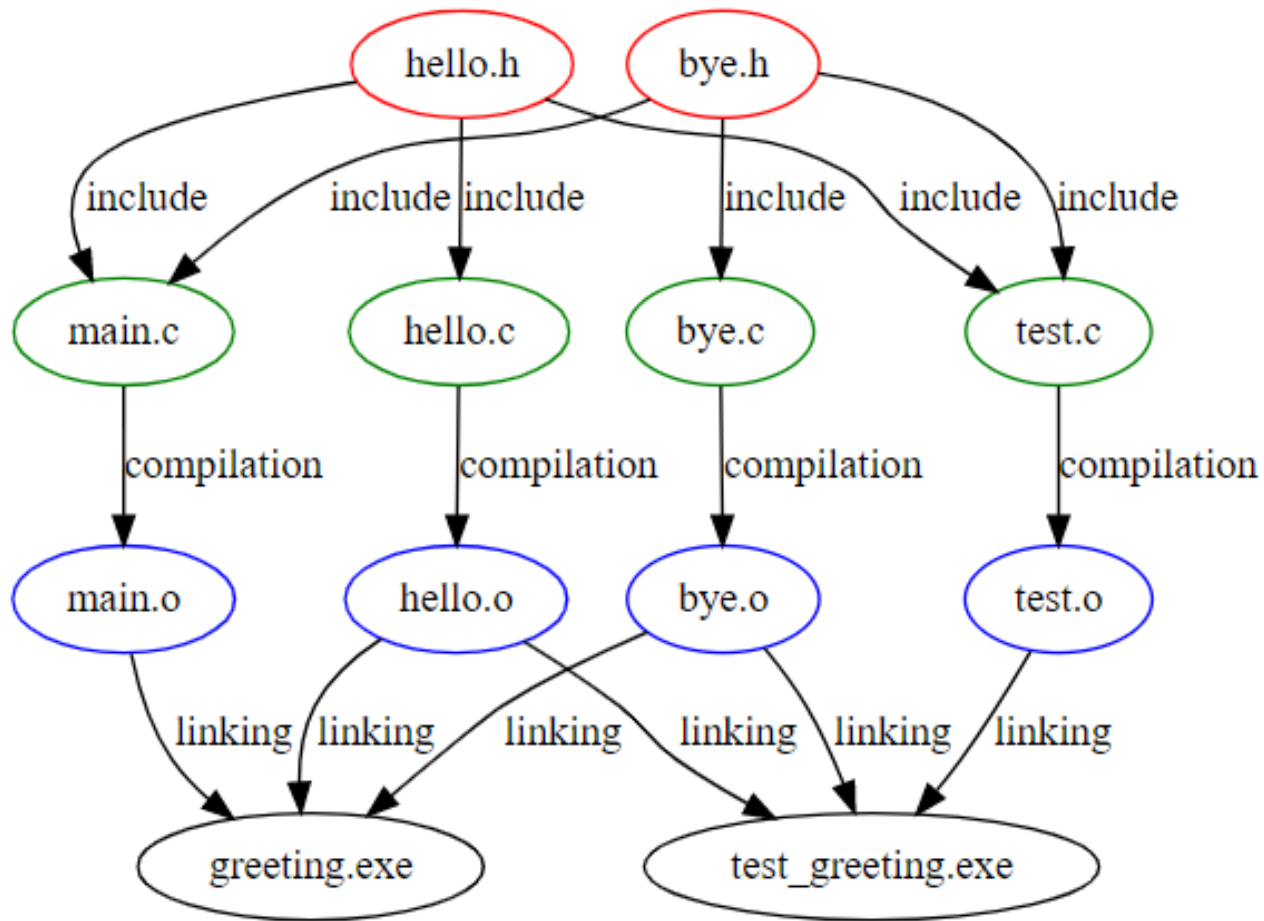 hello.h bye.h
include include include include include include
main.c hello.c bye.c test.c
compilation compilation compilation compilation
main.o hello.o bye.o test.o
linking linking linking linking linking linking
greeting.exe test_greeting.exe